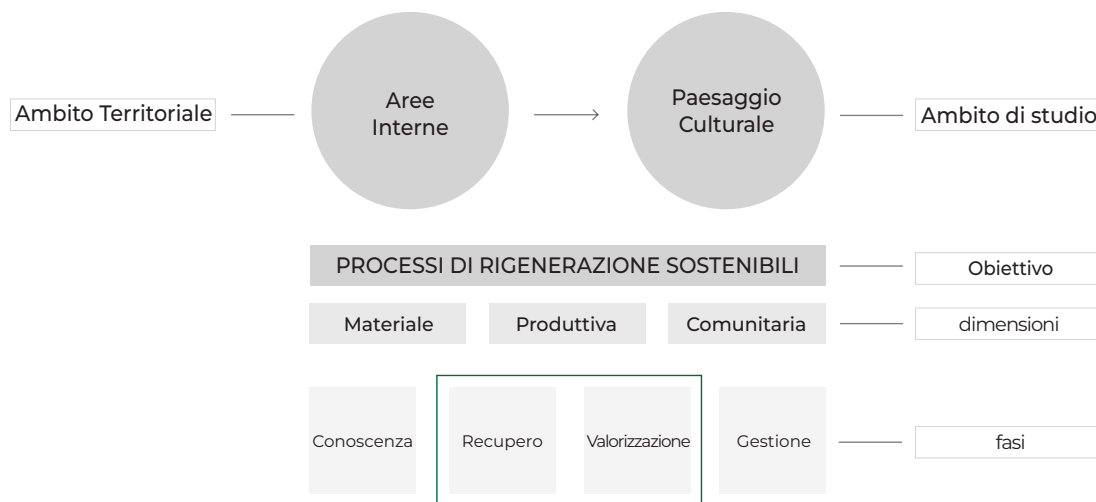 Ambito Territoriale
Aree
Interne
Paesaggio
Culturale
Ambito di studio
PROCESSI DI RIGENERAZIONE SOSTENIBILI
Obiettivo
Materiale
Produttiva
Comunitaria
dimensioni
Conoscenza
Recupero
Valorizzazione
Gestione
fasi